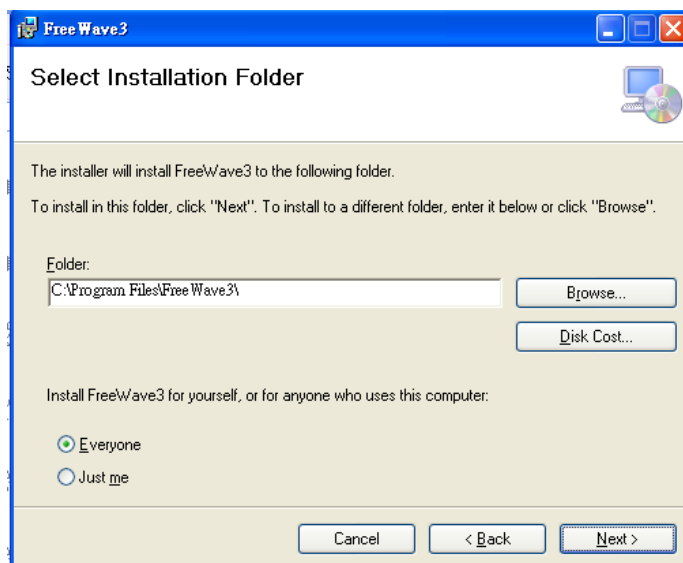 FreeWave3
Select Installation Folder
The installer will install FreeWave3 to the following folder.
To install in this folder, click "Next". To install to a different folder, enter it below or click "Browse".
Folder:
C:\Program Files\FreeWave3\
Browse...
Disk Cost...
Install FreeWave3 for yourself, or for anyone who uses this computer:
Everyone
Just me
Cancel
< Back
Next >